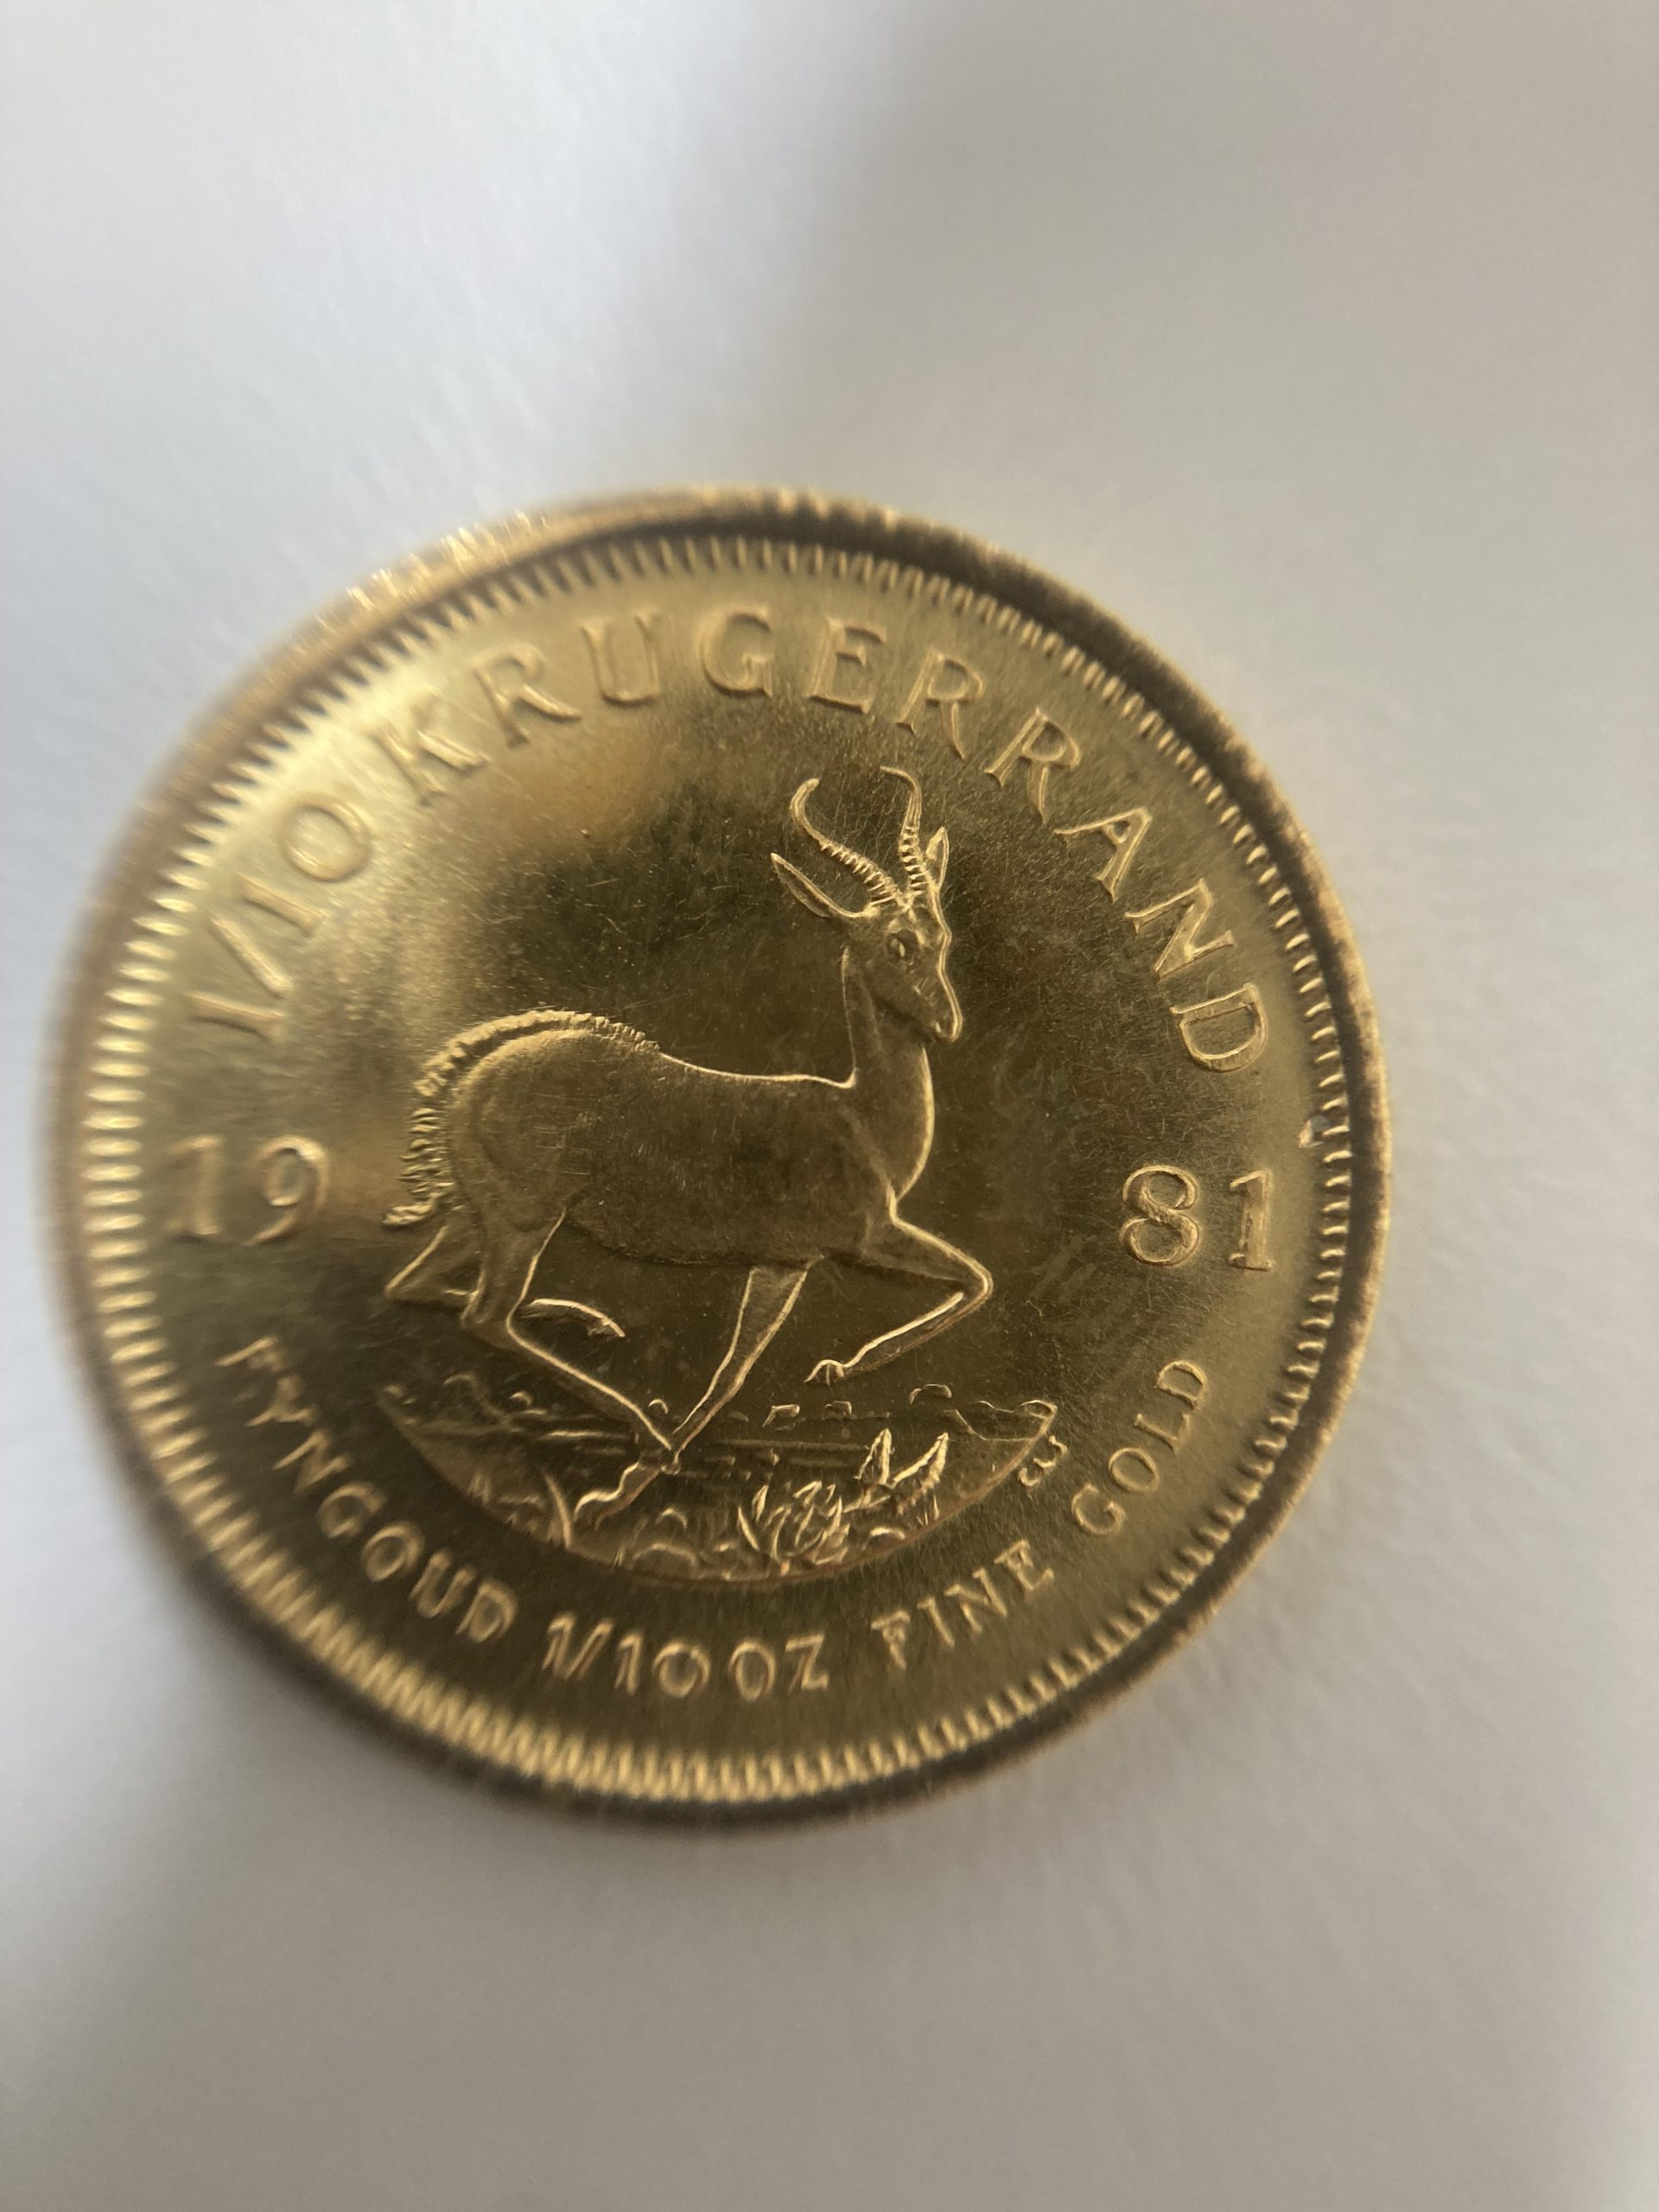 1/10 KRUGERRAND
19 81
FYNGOUD 1/10 OZ FINE GOLD